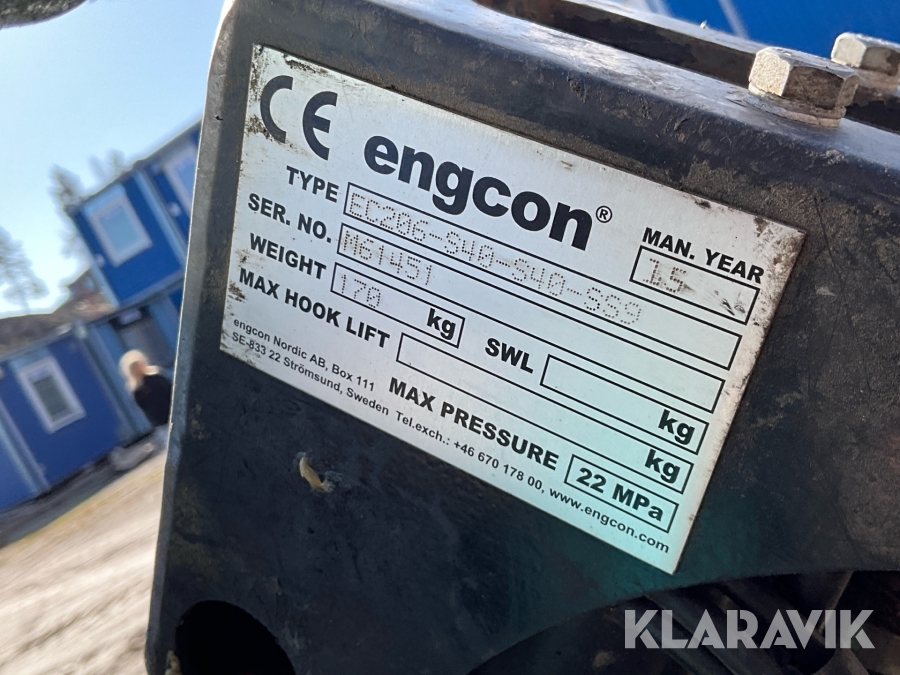 CE engcon®
TYPE EC206-S40-S40-SS9 MAN. YEAR 15
SER. NO. M61451
WEIGHT 170 kg SWL kg
MAX HOOK LIFT kg
MAX PRESSURE 22 MPa
engcon Nordic AB, Box 111
SE-833 22 Strömsund, Sweden Tel.exch.: +46 670 178 00, www.engcon.com
KLARAVIK